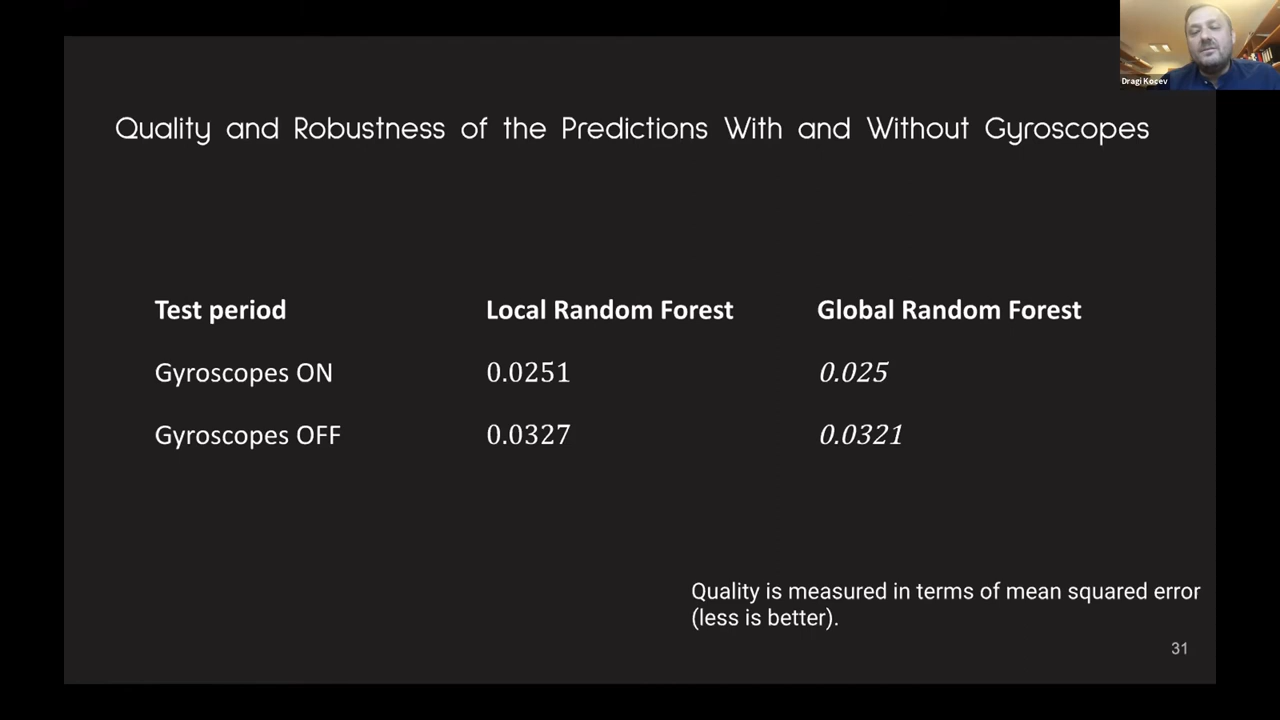 Dragi Kocev
Quality and Robustness of the Predictions With and Without Gyroscopes
Test period Local Random Forest Global Random Forest
Gyroscopes ON 0.0251 0.025
Gyroscopes OFF 0.0327 0.0321
Quality is measured in terms of mean squared error
(less is better).
31